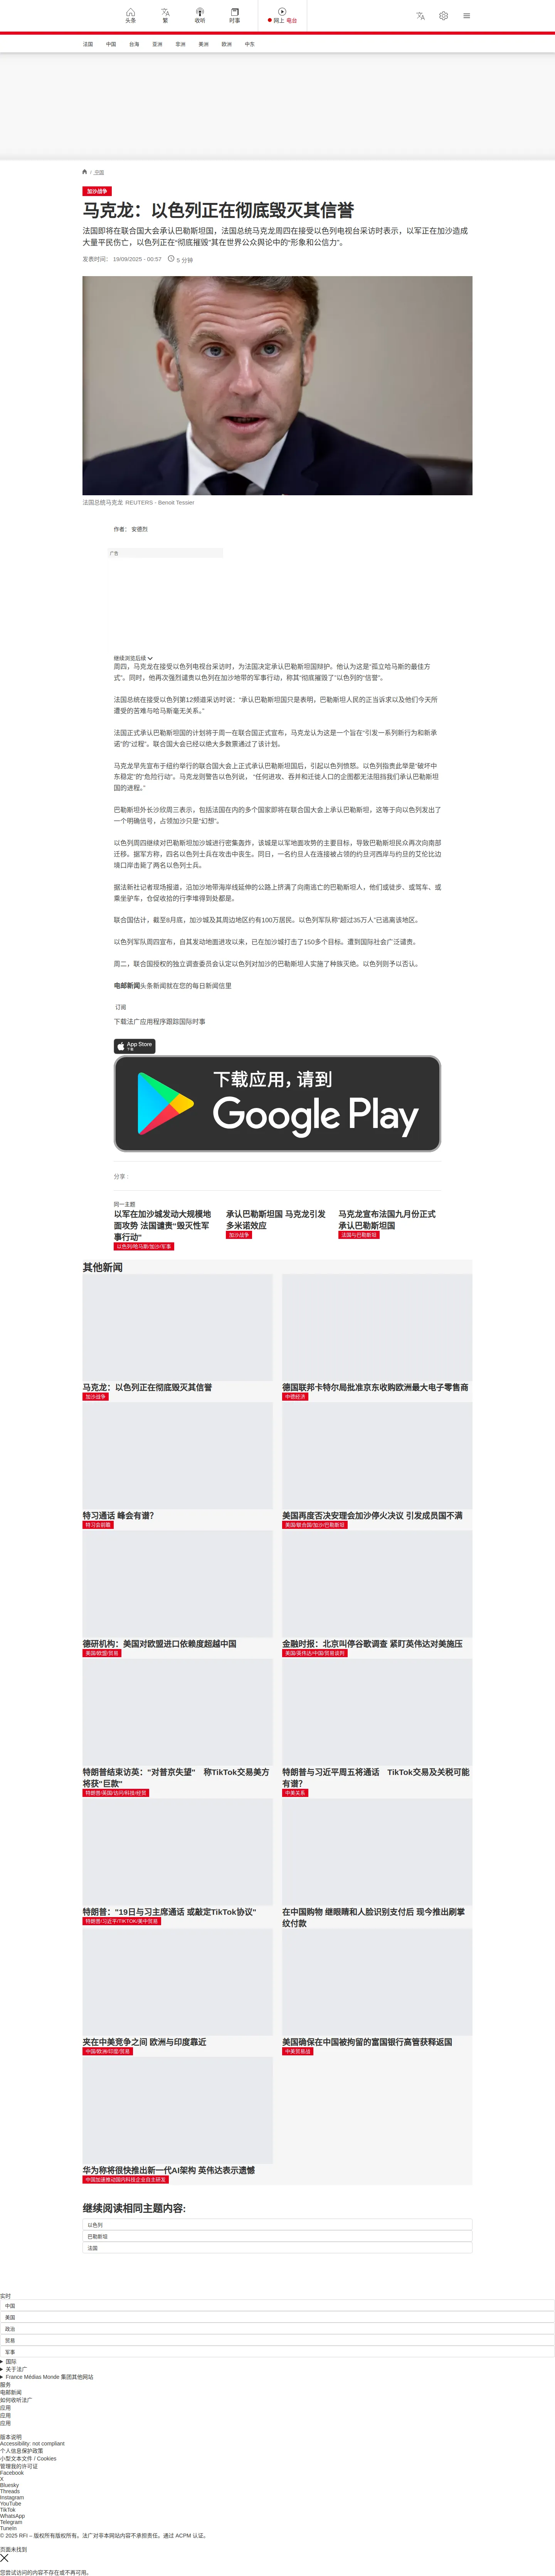 头条
繁
收听
时事
网上 电台
法国 中国 台海 亚洲 非洲 美洲 欧洲 中东
/ 中国
加沙战争
马克龙：以色列正在彻底毁灭其信誉
法国即将在联合国大会承认巴勒斯坦国，法国总统马克龙周四在接受以色列电视台采访时表示，以军正在加沙造成
大量平民伤亡，以色列正在“彻底摧毁”其在世界公众舆论中的“形象和公信力”。
发表时间： 19/09/2025 - 00:57 5 分钟
法国总统马克龙 REUTERS - Benoit Tessier
作者： 安德烈
广告
继续浏览后续
周四，马克龙在接受以色列电视台采访时，为法国决定承认巴勒斯坦国辩护。他认为这是“孤立哈马斯的最佳方
式”。同时，他再次强烈谴责以色列在加沙地带的军事行动，称其“彻底摧毁了”以色列的“信誉”。
法国总统在接受以色列第12频道采访时说：“承认巴勒斯坦国只是表明，巴勒斯坦人民的正当诉求以及他们今天所
遭受的苦难与哈马斯毫无关系。”
法国正式承认巴勒斯坦国的计划将于周一在联合国正式宣布，马克龙认为这是一个旨在“引发一系列新行为和新承
诺”的“过程”。联合国大会已经以绝大多数票通过了该计划。
马克龙早先宣布于纽约举行的联合国大会上正式承认巴勒斯坦国后，引起以色列愤怒。以色列指责此举是“破坏中
东稳定”的“危险行动”。马克龙则警告以色列说， “任何进攻、吞并和迁徙人口的企图都无法阻挡我们承认巴勒斯坦
国的进程。”
巴勒斯坦外长沙欣周三表示，包括法国在内的多个国家即将在联合国大会上承认巴勒斯坦，这等于向以色列发出了
一个明确信号，占领加沙只是“幻想”。
以色列周四继续对巴勒斯坦加沙城进行密集轰炸，该城是以军地面攻势的主要目标，导致巴勒斯坦民众再次向南部
迁移。据军方称，四名以色列士兵在攻击中丧生。同日，一名约旦人在连接被占领的约旦河西岸与约旦的艾伦比边
境口岸击毙了两名以色列士兵。
据法新社记者现场报道，沿加沙地带海岸线延伸的公路上挤满了向南逃亡的巴勒斯坦人，他们或徒步、或驾车、或
乘坐驴车，仓促收拾的行李堆得到处都是。
联合国估计，截至8月底，加沙城及其周边地区约有100万居民。以色列军队称“超过35万人”已逃离该地区。
以色列军队周四宣布，自其发动地面进攻以来，已在加沙城打击了150多个目标。遭到国际社会广泛谴责。
周二，联合国授权的独立调查委员会认定以色列对加沙的巴勒斯坦人实施了种族灭绝。以色列则予以否认。
电邮新闻头条新闻就在您的每日新闻信里
订阅
下载法广应用程序跟踪国际时事
App Store
下载
下载应用，请到
Google Play
分享 :
同一主题
以军在加沙城发动大规模地
面攻势 法国谴责“毁灭性军
事行动”
以色列/哈马斯/加沙/军事
承认巴勒斯坦国 马克龙引发
多米诺效应
加沙战争
马克龙宣布法国九月份正式
承认巴勒斯坦国
法国与巴勒斯坦
其他新闻
马克龙：以色列正在彻底毁灭其信誉
加沙战争
德国联邦卡特尔局批准京东收购欧洲最大电子零售商
中德经济
特习通话 峰会有谱？
特习会前瞻
美国再度否决安理会加沙停火决议 引发成员国不满
美国/联合国/加沙/巴勒斯坦
德研机构：美国对欧盟进口依赖度超越中国
美国/欧盟/贸易
金融时报：北京叫停谷歌调查 紧盯英伟达对美施压
美国/英伟达/中国/贸易谈判
特朗普结束访英：“对普京失望” 称TikTok交易美方
将获“巨款”
特朗普/英国/访问/科技/经贸
特朗普与习近平周五将通话 TikTok交易及关税可能
有谱？
中美关系
特朗普：“19日与习主席通话 或敲定TikTok协议”
特朗普/习近平/TIKTOK/美中贸易
在中国购物 继眼睛和人脸识别支付后 现今推出刷掌
纹付款
夹在中美竞争之间 欧洲与印度靠近
中国/欧洲/印度/贸易
美国确保在中国被拘留的富国银行高管获释返国
中美贸易战
华为称将很快推出新一代AI架构 英伟达表示遗憾
中国加速推动国内科技企业自主研发
继续阅读相同主题内容:
以色列
巴勒斯坦
法国
实时
中国
美国
政治
贸易
军事
国际
关于法广
France Médias Monde 集团其他网站
服务
电邮新闻
如何收听法广
应用
应用
应用
版本说明
Accessibility: not compliant
个人信息保护政策
小型文本文件 / Cookies
管理我的许可证
Facebook
X
Bluesky
Threads
Instagram
YouTube
TikTok
WhatsApp
Telegram
TuneIn
© 2025 RFI – 版权所有版权所有。法广对非本网站内容不承担责任。通过 ACPM 认证。
页面未找到
您尝试访问的内容不存在或不再可用。